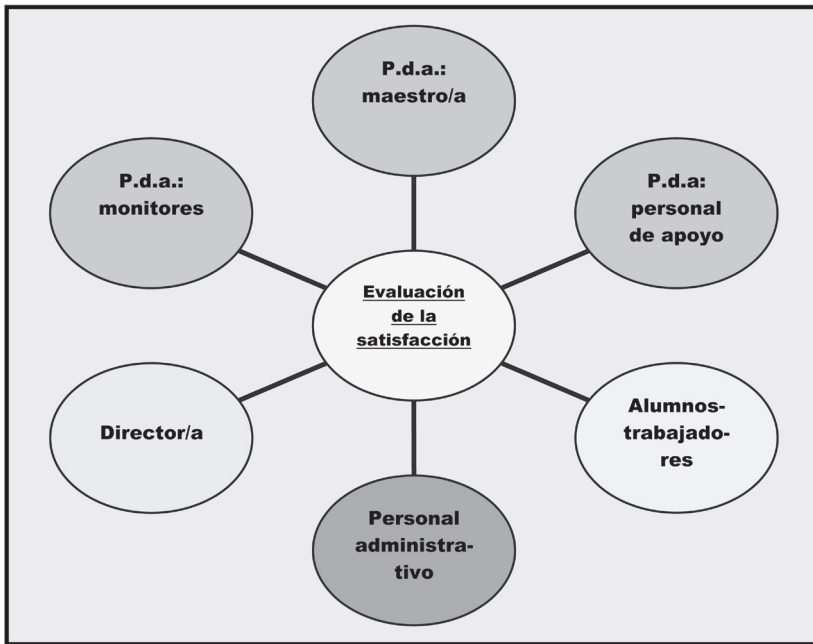 P.d.a.:
maestro/a
P.d.a.:
monitores
P.d.a:
personal
de apoyo
Evaluación
de la
satisfacción
Director/a
Alumnos-
trabajado-
res
Personal
administra-
tivo